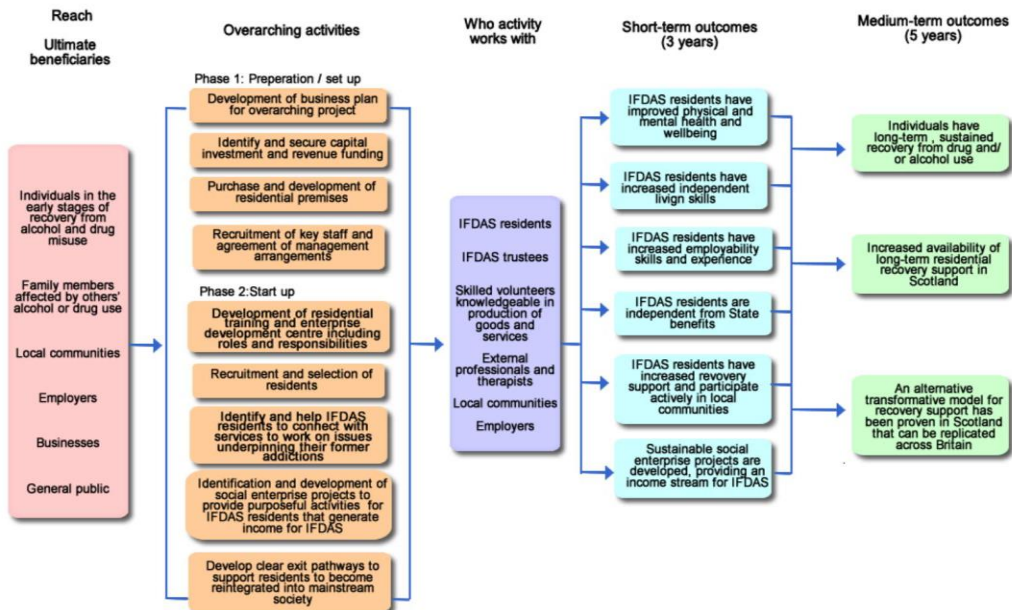 Reach
Ultimate
beneficiaries
Overarching activities
Who activity
works with
Short-term outcomes
(3 years)
Medium-term outcomes
(5 years)
Individuals in the
early stages of
recovery from
alcohol and drug
misuse
Family members
affected by others'
alcohol or drug use
Local communities
Employers
Businesses
General public
Phase 1: Preperation / set up
Development of business plan
for overarching project
Identify and secure capital
investment and revenue funding
Purchase and development of
residential premises
Recruitment of key staff and
agreement of management
arrangements
Phase 2:Start up
Development of residential
training and enterprise
development centre including
roles and responsibilities
Recruitment and selection of
residents
Identify and help IFDAS
residents to connect with
services to work on issues
underpinning their former
addictions
Identification and development of
social enterprise projects to
provide purposeful activities for
IFDAS residents that generate
income for IFDAS
Develop clear exit pathways to
support residents to become
reintegrated into mainstream
society
IFDAS residents
IFDAS trustees
Skilled volunteers
knowledgeable in
production of
goods and
services
External
professionals and
therapists
Local communities
Employers
IFDAS residents have
improved physical and
mental health and
wellbeing
IFDAS residents have
increased independent
livign skills
IFDAS residents have
increased employability
skills and experience
IFDAS residents are
independent from State
benefits
IFDAS residents have
increased revovery
support and participate
actively in local
communities
Sustainable social
enterprise projects are
developed, providing an
income stream for IFDAS
Individuals have
long-term , sustained
recovery from drug and/
or alcohol use
Increased availability of
long-term residential
recovery support in
Scotland
An alternative
transformative model for
recovery support has
been proven in Scotland
that can be replicated
across Britain